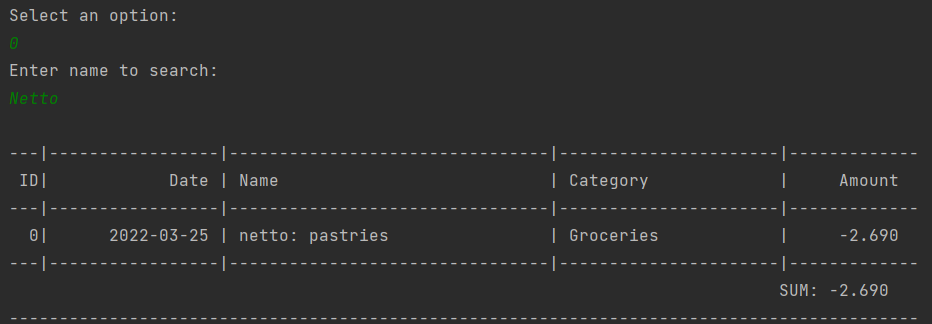 Select an option:
0
Enter name to search:
Netto
---|-----------------|--------------------------------|----------------------|-------------
 ID|            Date | Name                           | Category             |     Amount
---|-----------------|--------------------------------|----------------------|-------------
  0|      2022-03-25 | netto: pastries                | Groceries            |     -2.690
---|-----------------|--------------------------------|----------------------|-------------
                                                                             SUM: -2.690
-------------------------------------------------------------------------------------------